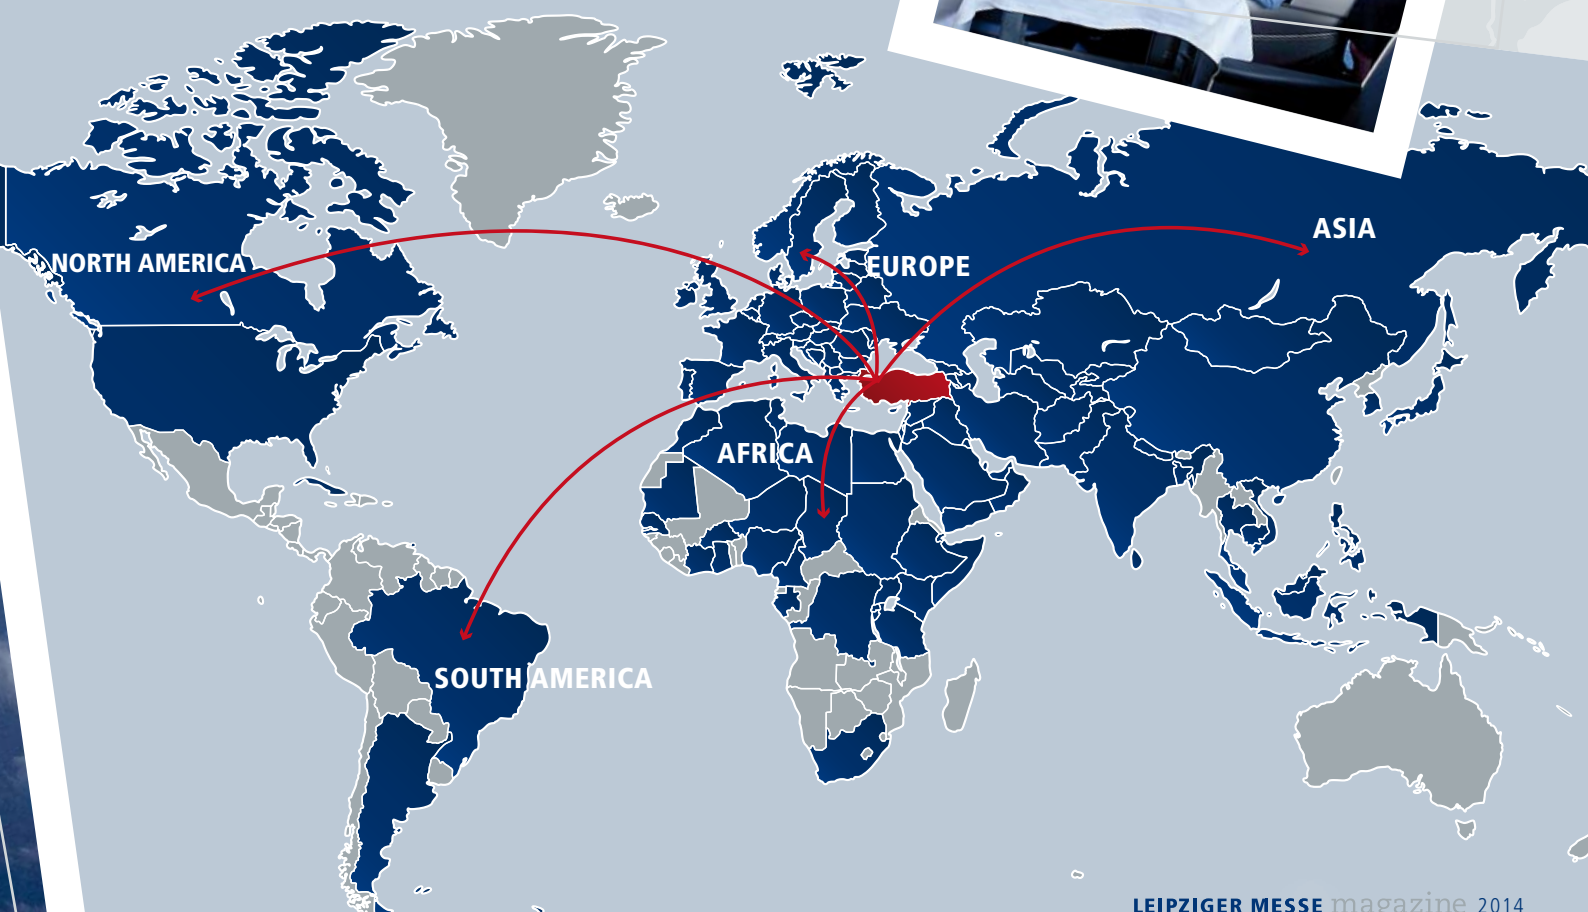 ASIA
NORTH AMERICA
EUROPE
AFRICA
SOUTH AMERICA
LEIPZIGER MESSE magazine 2014